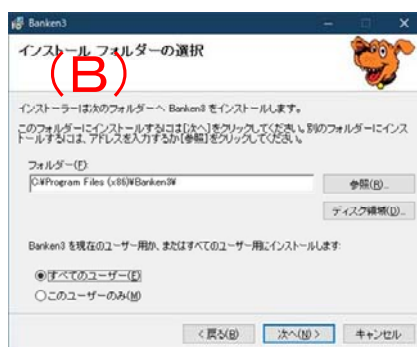 Banken3
インストール フォルダーの選択
(B)
インストーラーは次のフォルダーへ Banken3 をインストールします。
このフォルダーにインストールするには[次へ]をクリックしてください。別のフォルダーにインス
トールするには、アドレスを入力するか[参照]をクリックしてください。
フォルダー(F):
C:¥Program Files (x86)¥Banken3¥
参照(R)...
ディスク領域(D)...
Banken3 を現在のユーザー用か、またはすべてのユーザー用にインストールします:
すべてのユーザー(E)
このユーザーのみ(M)
< 戻る(B)
次へ(N) >
キャンセル